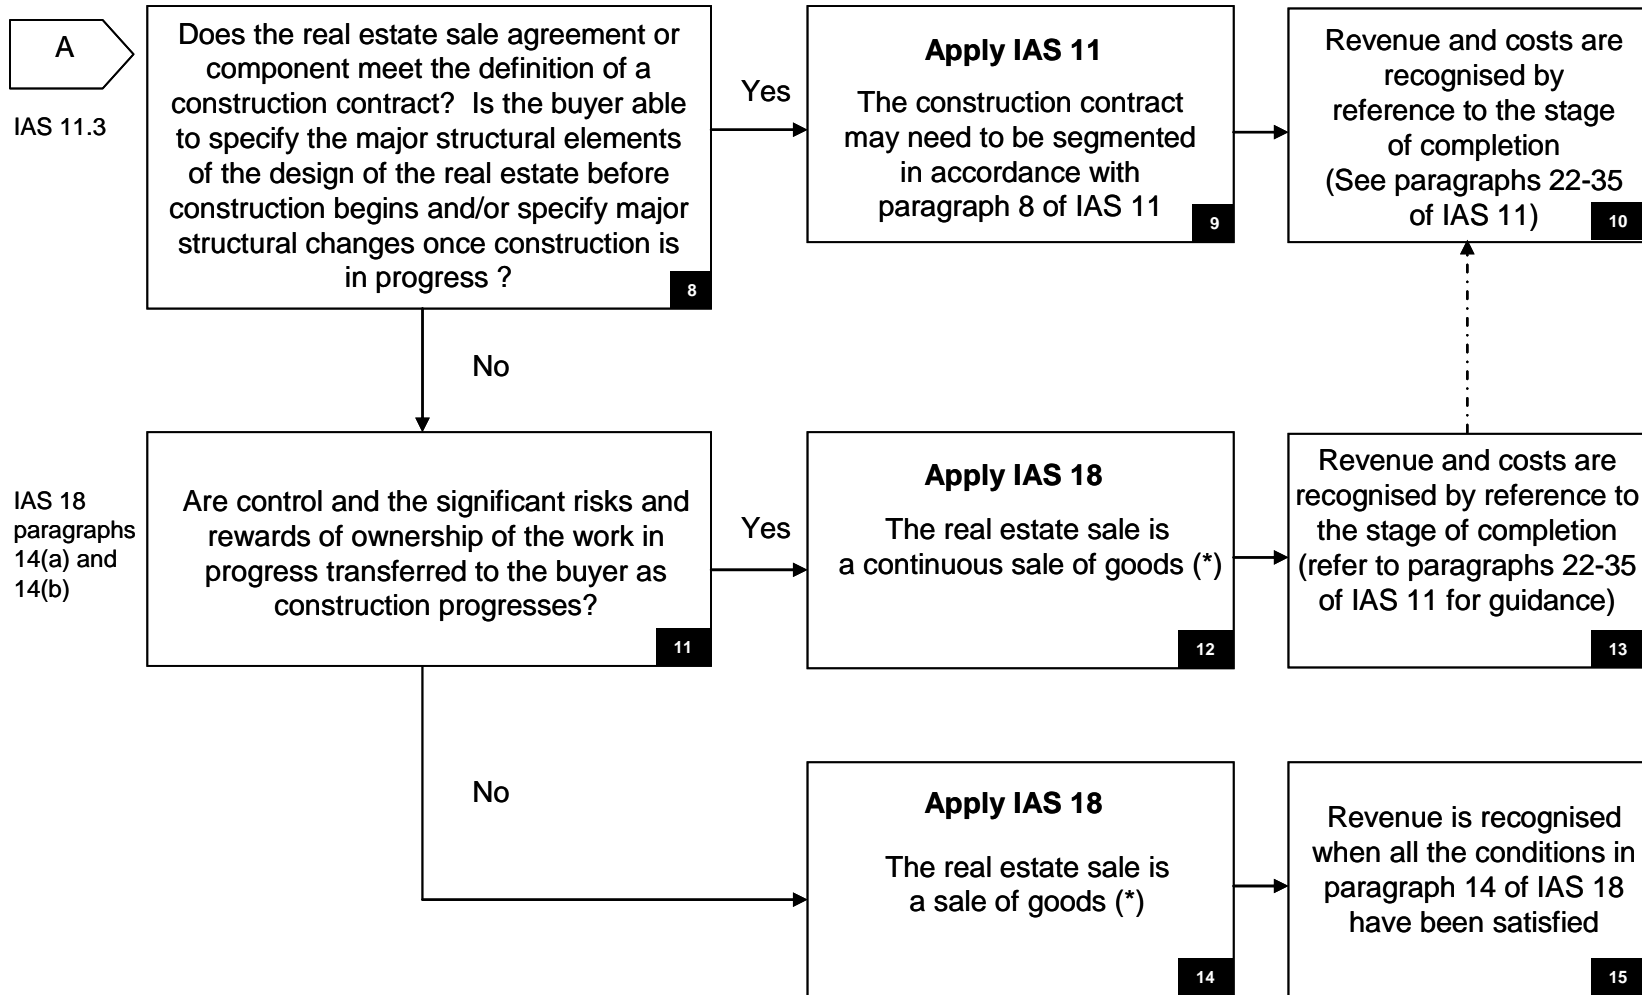 A
IAS 11.3
Does the real estate sale agreement or
component meet the definition of a
construction contract? Is the buyer able
to specify the major structural elements
of the design of the real estate before
construction begins and/or specify major
structural changes once construction is
in progress ?
8
Yes
Apply IAS 11
The construction contract
may need to be segmented
in accordance with
paragraph 8 of IAS 11
9
Revenue and costs are
recognised by
reference to the stage
of completion
(See paragraphs 22-35
of IAS 11)
10
No
IAS 18
paragraphs
14(a) and
14(b)
Are control and the significant risks and
rewards of ownership of the work in
progress transferred to the buyer as
construction progresses?
11
Yes
Apply IAS 18
The real estate sale is
a continuous sale of goods (*)
12
Revenue and costs are
recognised by reference to
the stage of completion
(refer to paragraphs 22-35
of IAS 11 for guidance)
13
No
Apply IAS 18
The real estate sale is
a sale of goods (*)
14
Revenue is recognised
when all the conditions in
paragraph 14 of IAS 18
have been satisfied
15